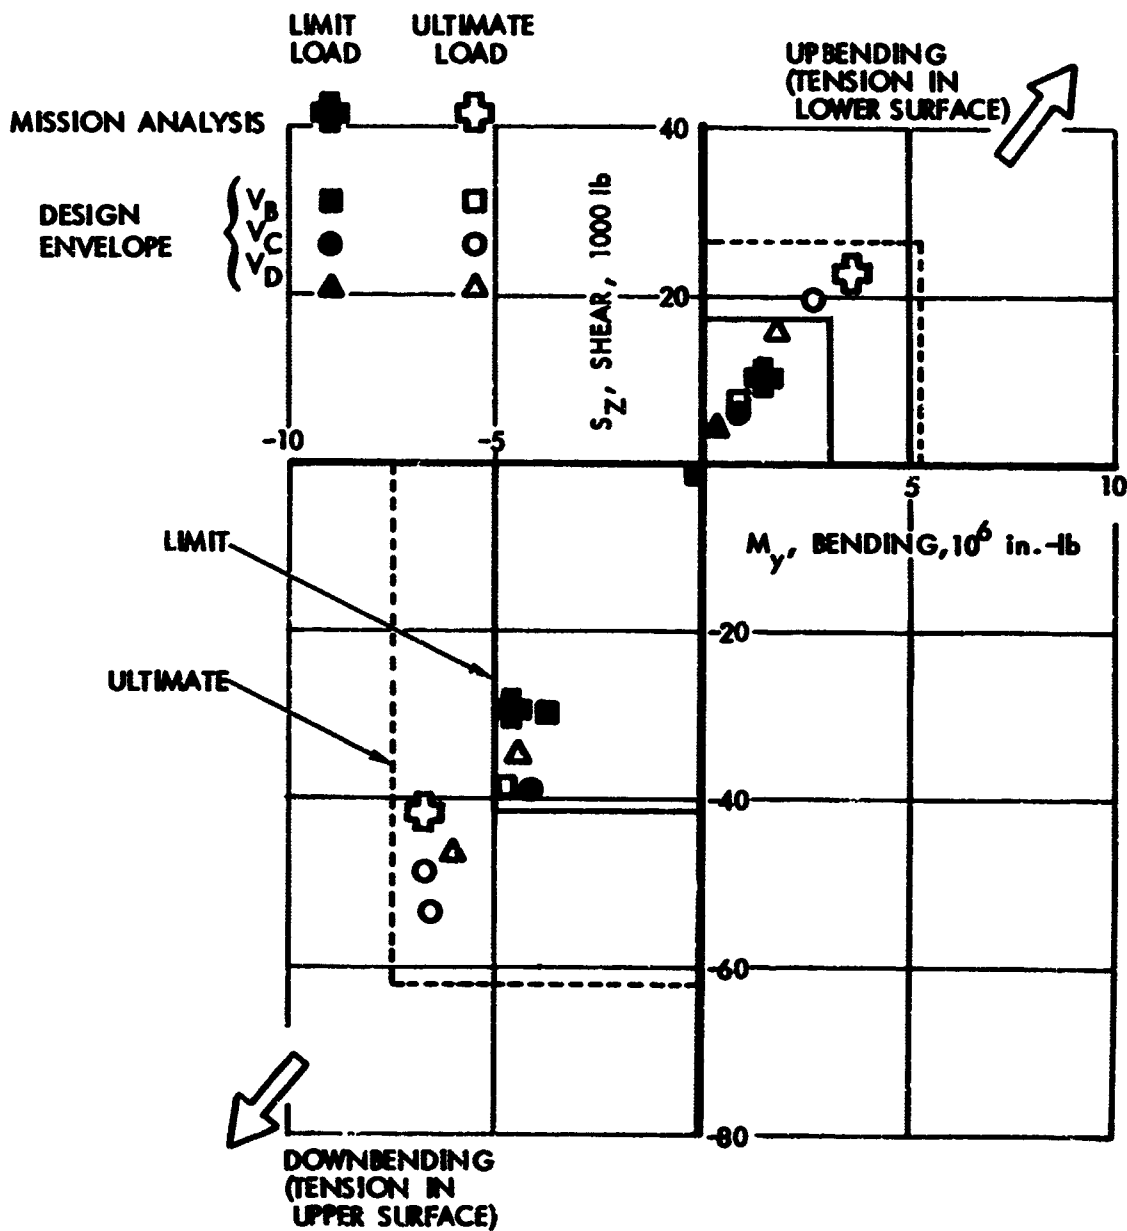 LIMIT
LOAD
ULTIMATE
LOAD
UPBENDING
(TENSION IN
LOWER SURFACE)
MISSION ANALYSIS
DESIGN
ENVELOPE
V_B
V_C
V_D
S_Z, SHEAR, 1000 lb
40
20
-10
-5
5
10
M_y, BENDING, 10^6 in.-lb
LIMIT
ULTIMATE
-20
-40
-60
-80
DOWNBENDING
(TENSION IN
UPPER SURFACE)